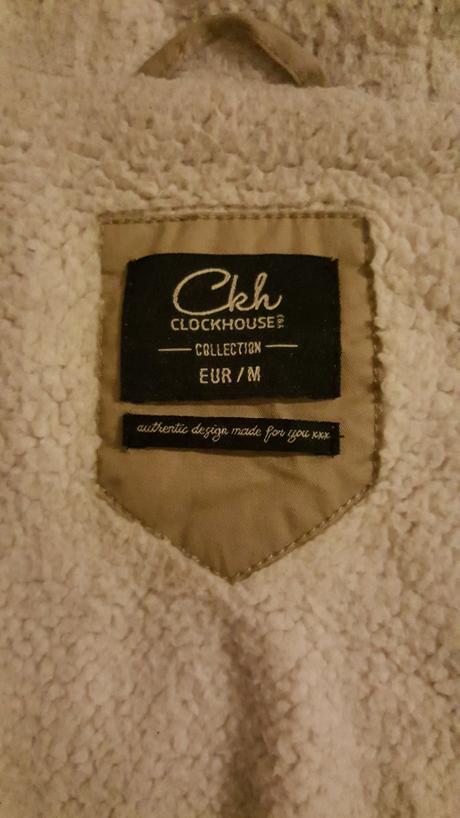 Ckh
CLOCKHOUSE
— COLLECTION —
EUR / M
authentic design made for you xxx